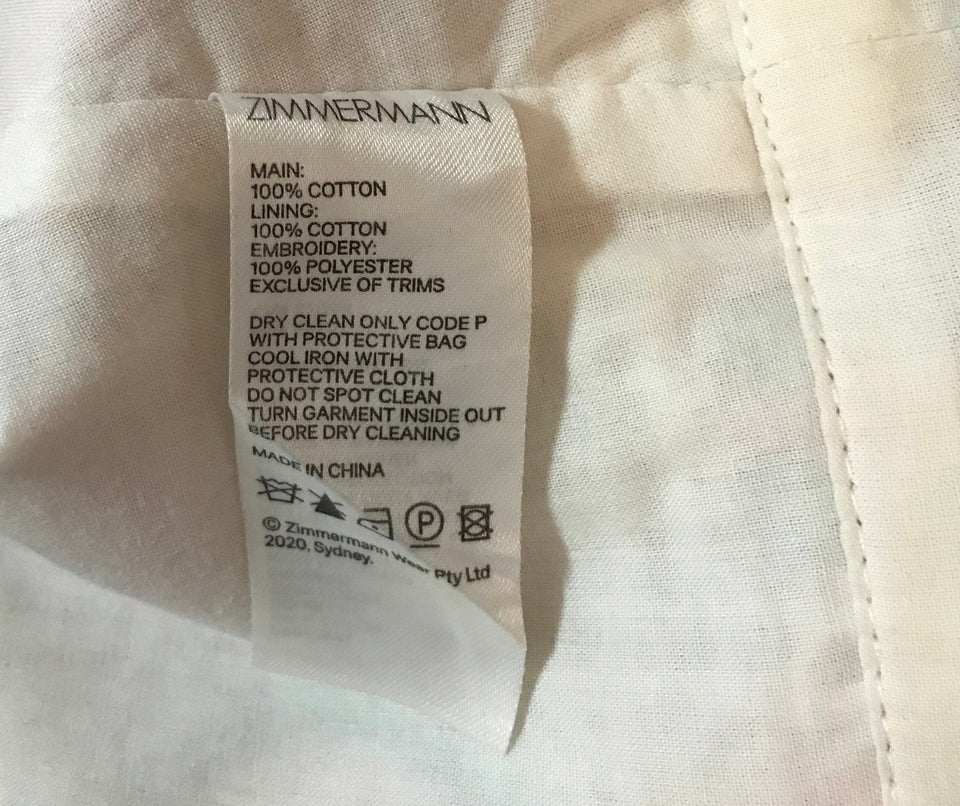 ZIMMERMANN
MAIN:
100% COTTON
LINING:
100% COTTON
EMBROIDERY:
100% POLYESTER
EXCLUSIVE OF TRIMS
DRY CLEAN ONLY CODE P
WITH PROTECTIVE BAG
COOL IRON WITH
PROTECTIVE CLOTH
DO NOT SPOT CLEAN
TURN GARMENT INSIDE OUT
BEFORE DRY CLEANING
MADE IN CHINA
P
© Zimmermann Wear Pty Ltd
2020, Sydney.